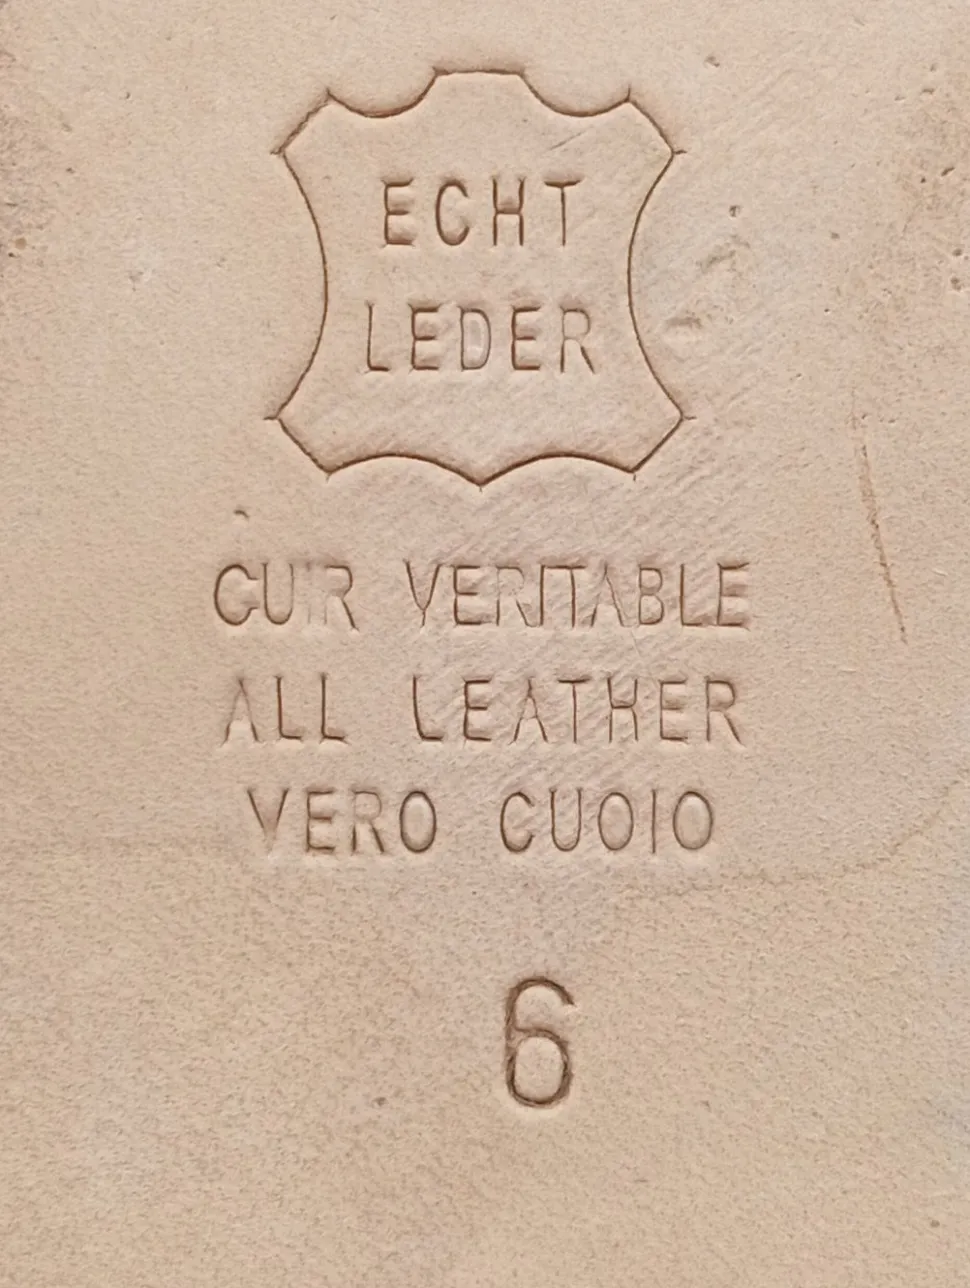 ECHT
LEDER
CUIR VERITABLE
ALL LEATHER
VERO CUOIO
6